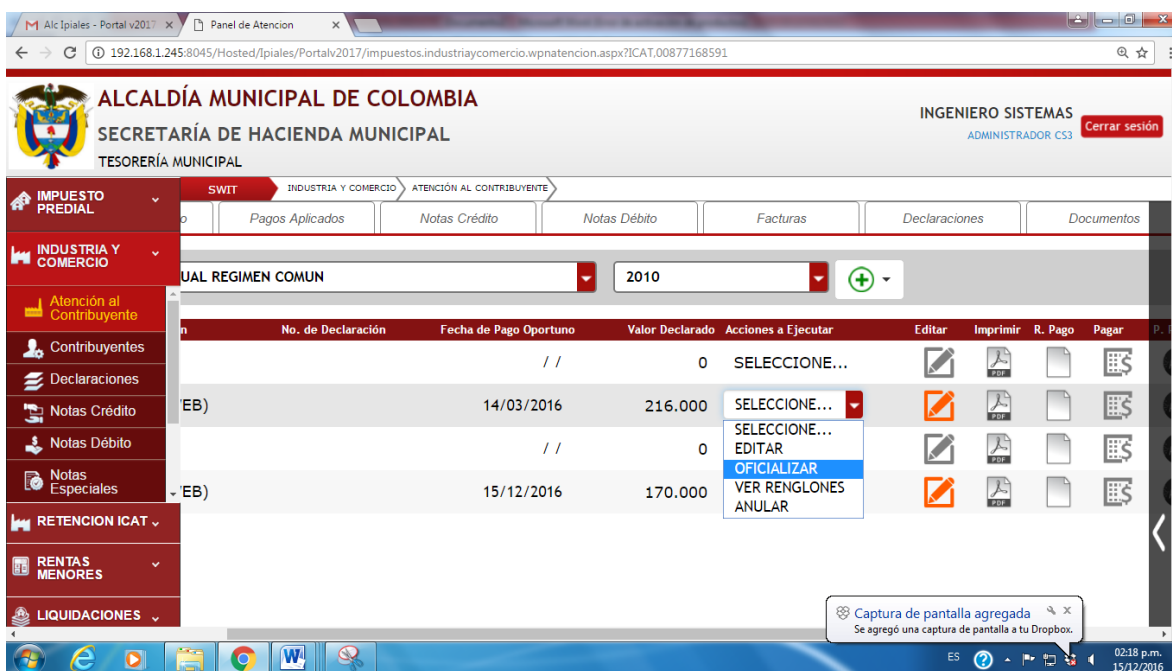 Alc Ipiales - Portal v2017
Panel de Atencion
192.168.1.245:8045/Hosted/Ipiales/Portalv2017/impuestos.industriaycomercio.wpnatencion.aspx?ICAT,00877168591
ALCALDÍA MUNICIPAL DE COLOMBIA
SECRETARÍA DE HACIENDA MUNICIPAL
TESORERÍA MUNICIPAL
INGENIERO SISTEMAS
ADMINISTRADOR CS3
Cerrar sesión
IMPUESTO PREDIAL
SWIT INDUSTRIA Y COMERCIO ATENCIÓN AL CONTRIBUYENTE
o Pagos Aplicados Notas Crédito Notas Débito Facturas Declaraciones Documentos
INDUSTRIA Y COMERCIO
UAL REGIMEN COMUN 2010
Atención al Contribuyente
n No. de Declaración Fecha de Pago Oportuno Valor Declarado Acciones a Ejecutar Editar Imprimir R. Pago Pagar P.
Contribuyentes
/ / 0 SELECCIONE... PDF
Declaraciones
Notas Crédito
EB) 14/03/2016 216.000 SELECCIONE... PDF
SELECCIONE...
EDITAR
OFICIALIZAR
VER RENGLONES
ANULAR
Notas Débito
/ / 0 PDF
Notas Especiales
EB) 15/12/2016 170.000 PDF
RETENCION ICAT
RENTAS MENORES
LIQUIDACIONES
Captura de pantalla agregada
Se agregó una captura de pantalla a tu Dropbox.
ES 02:18 p.m.
15/12/2016